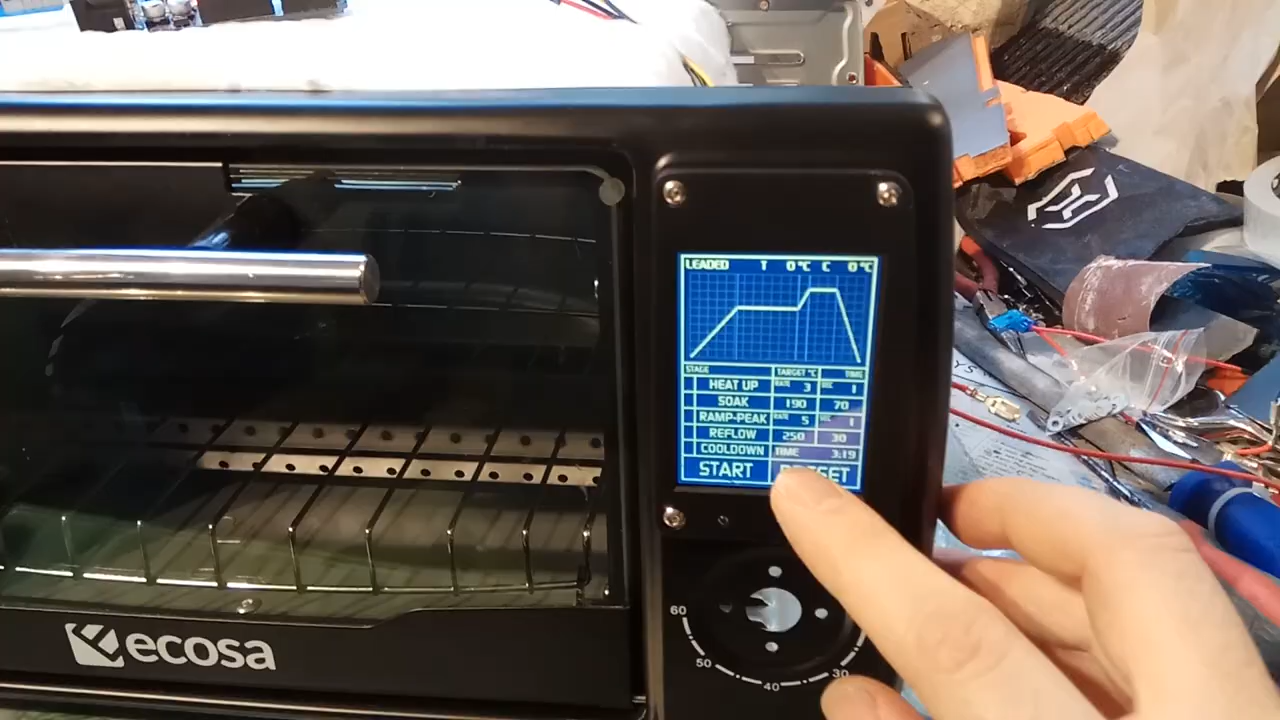 LEADED T 0°C C 0°C
STAGE TARGET °C TIME
HEAT UP RATE 3 SEC 1
SOAK 190 70
RAMP-PEAK RATE 5 SEC 1
REFLOW 250 30
COOLDOWN TIME 3:19
START
60
50
40
30
ecosa